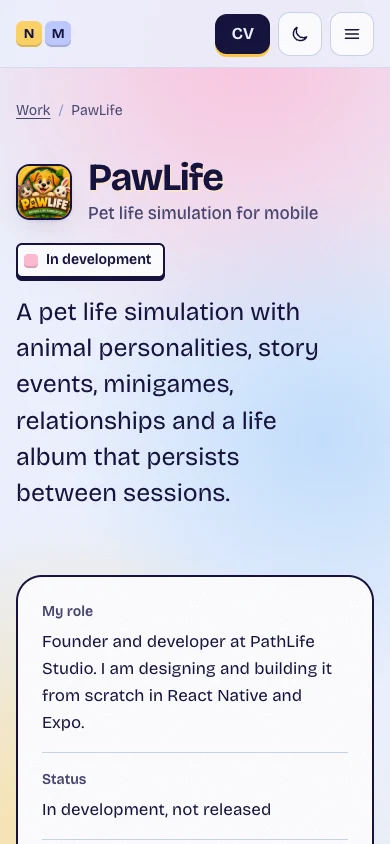 N M
CV
Work / PawLife
PAWLIFE
PawLife
Pet life simulation for mobile
In development
A pet life simulation with
animal personalities, story
events, minigames,
relationships and a life
album that persists
between sessions.
My role
Founder and developer at PathLife
Studio. I am designing and building it
from scratch in React Native and
Expo.
Status
In development, not released